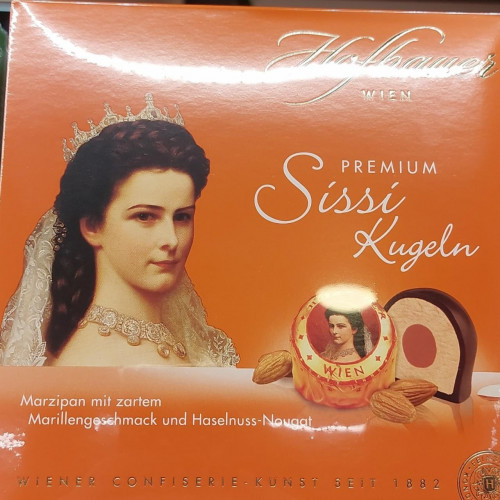 Hofbauer
WIEN
PREMIUM
Sissi
Kugeln
WIEN
Marzipan mit zartem
Marillengeschmack und Haselnuss-Nougat
WIENER CONFISERIE-KUNST SEIT 1882
H